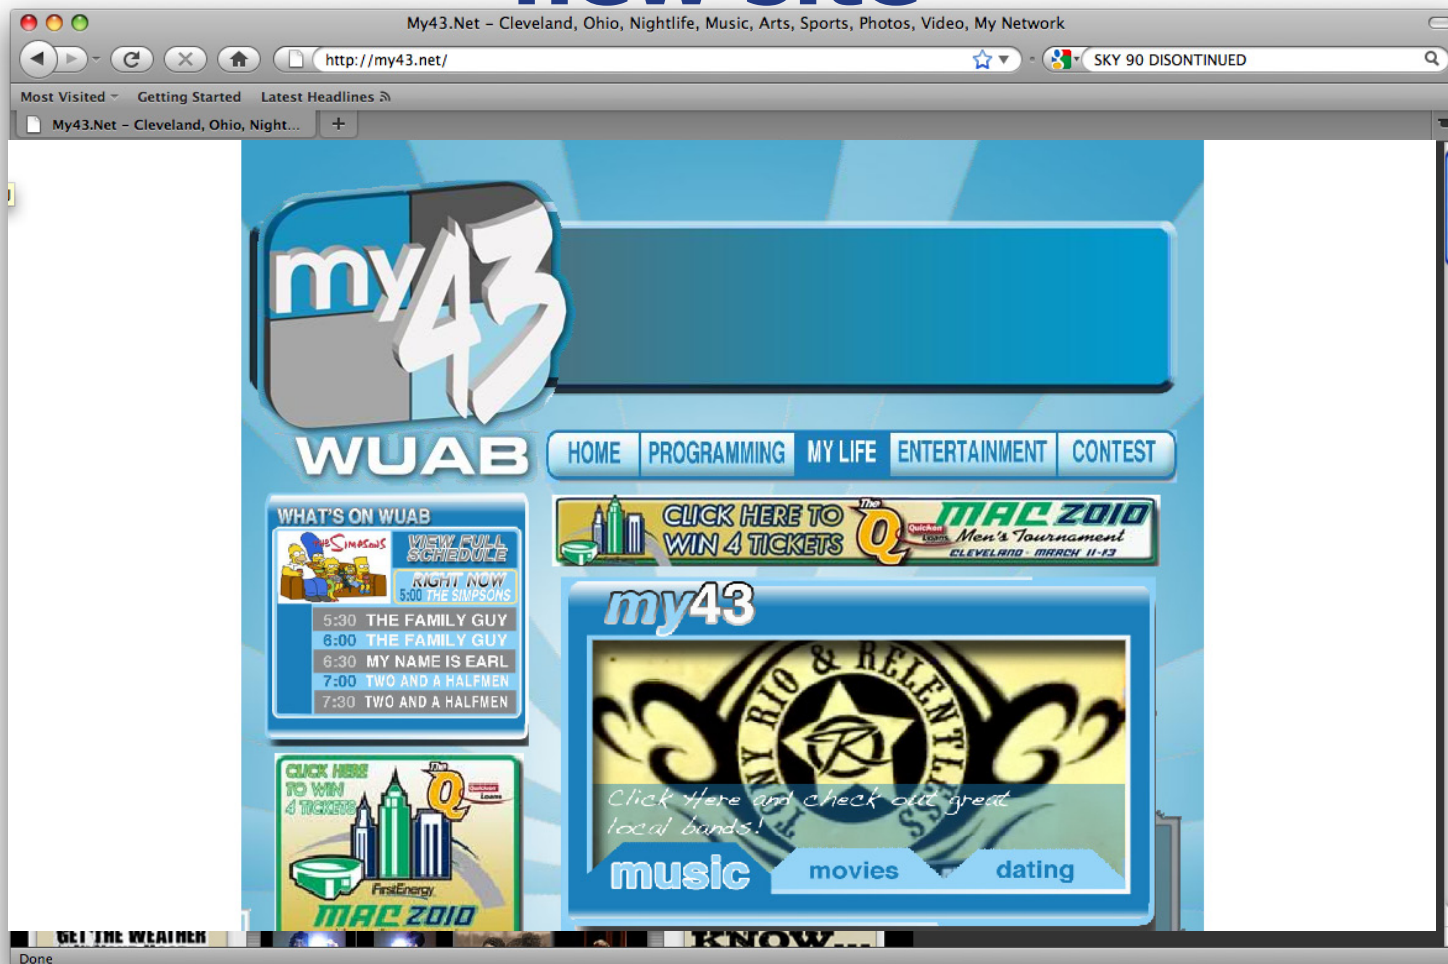 new site
My43.Net – Cleveland, Ohio, Nightlife, Music, Arts, Sports, Photos, Video, My Network
http://my43.net/
SKY 90 DISONTINUED
Most Visited Getting Started Latest Headlines
My43.Net – Cleveland, Ohio, Night... +
my43
WUAB
HOME PROGRAMMING MY LIFE ENTERTAINMENT CONTEST
WHAT'S ON WUAB
THE SIMPSONS
VIEW FULL
SCHEDULE
RIGHT NOW
5:00 THE SIMPSONS
5:30 THE FAMILY GUY
6:00 THE FAMILY GUY
6:30 MY NAME IS EARL
7:00 TWO AND A HALFMEN
7:30 TWO AND A HALFMEN
CLICK HERE TO
WIN 4 TICKETS
The Q
Quicken
Loans
MAC 2010
Men's Tournament
CLEVELAND - MARCH 11-13
my43
TONY RIO & RELENTLESS
R
Click Here and check out great
local bands!
music movies dating
CLICK HERE
TO WIN
4 TICKETS
The Q
Quicken
Loans
FirstEnergy
MAC 2010
GET THE WEATHER
KNOW...
Done